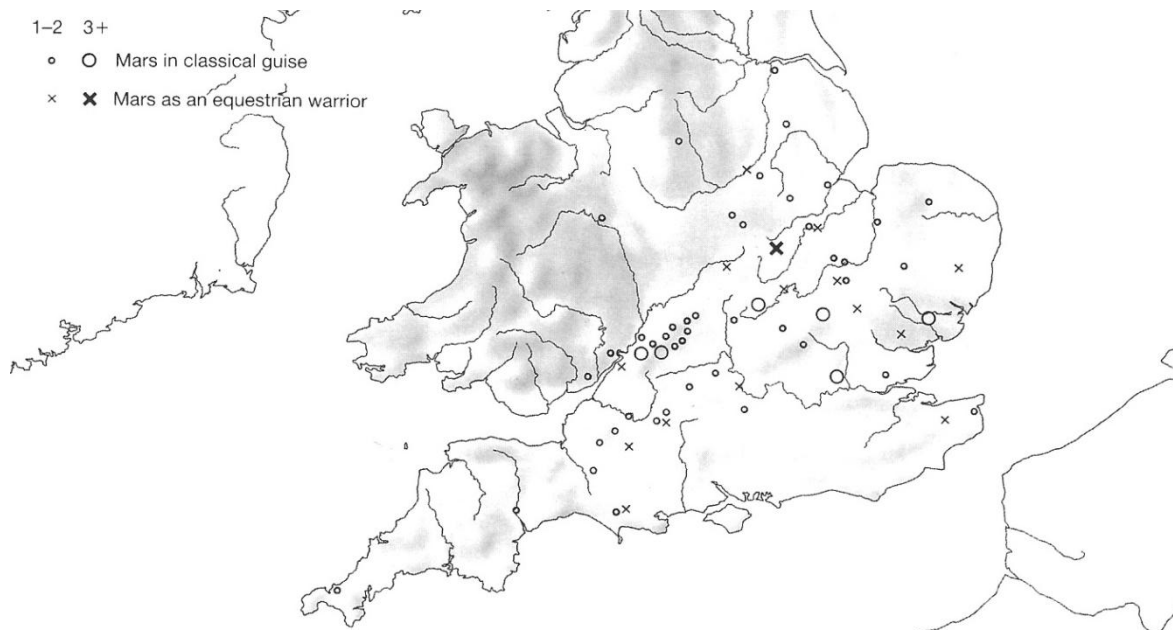 1–2 3+
Mars in classical guise
Mars as an equestrian warrior